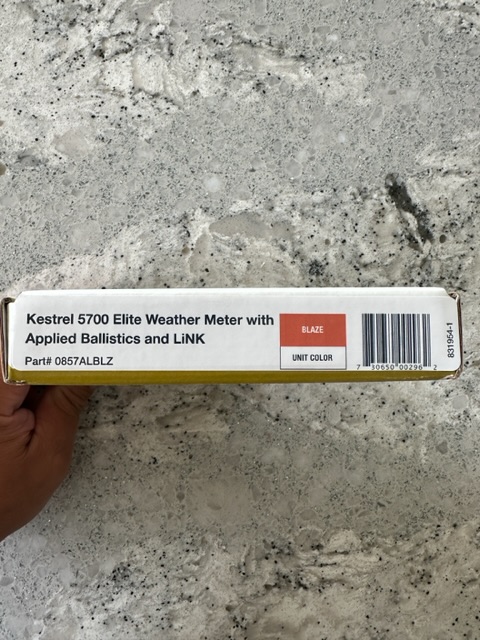 Kestrel 5700 Elite Weather Meter with
Applied Ballistics and LiNK
Part# 0857ALBLZ
BLAZE
UNIT COLOR
7 30650 00296 2
831954-1